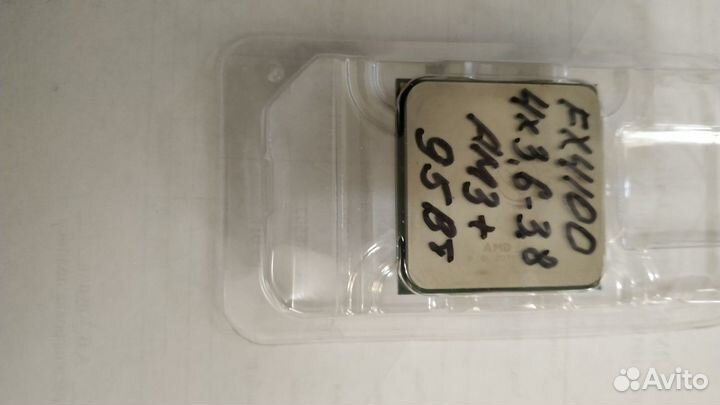 FX4100
4x3,6-3.8
AM3+
95Вт
AMD
Avito